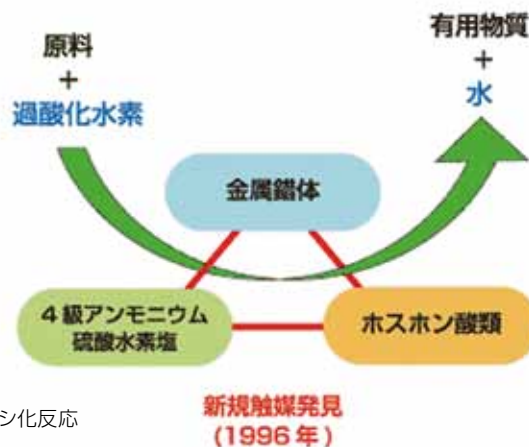 原料
+
過酸化水素
有用物質
+
水
金属錯体
4級アンモニウム
硫酸水素塩
ホスホン酸類
シ化反応
新規触媒発見
(1996年)